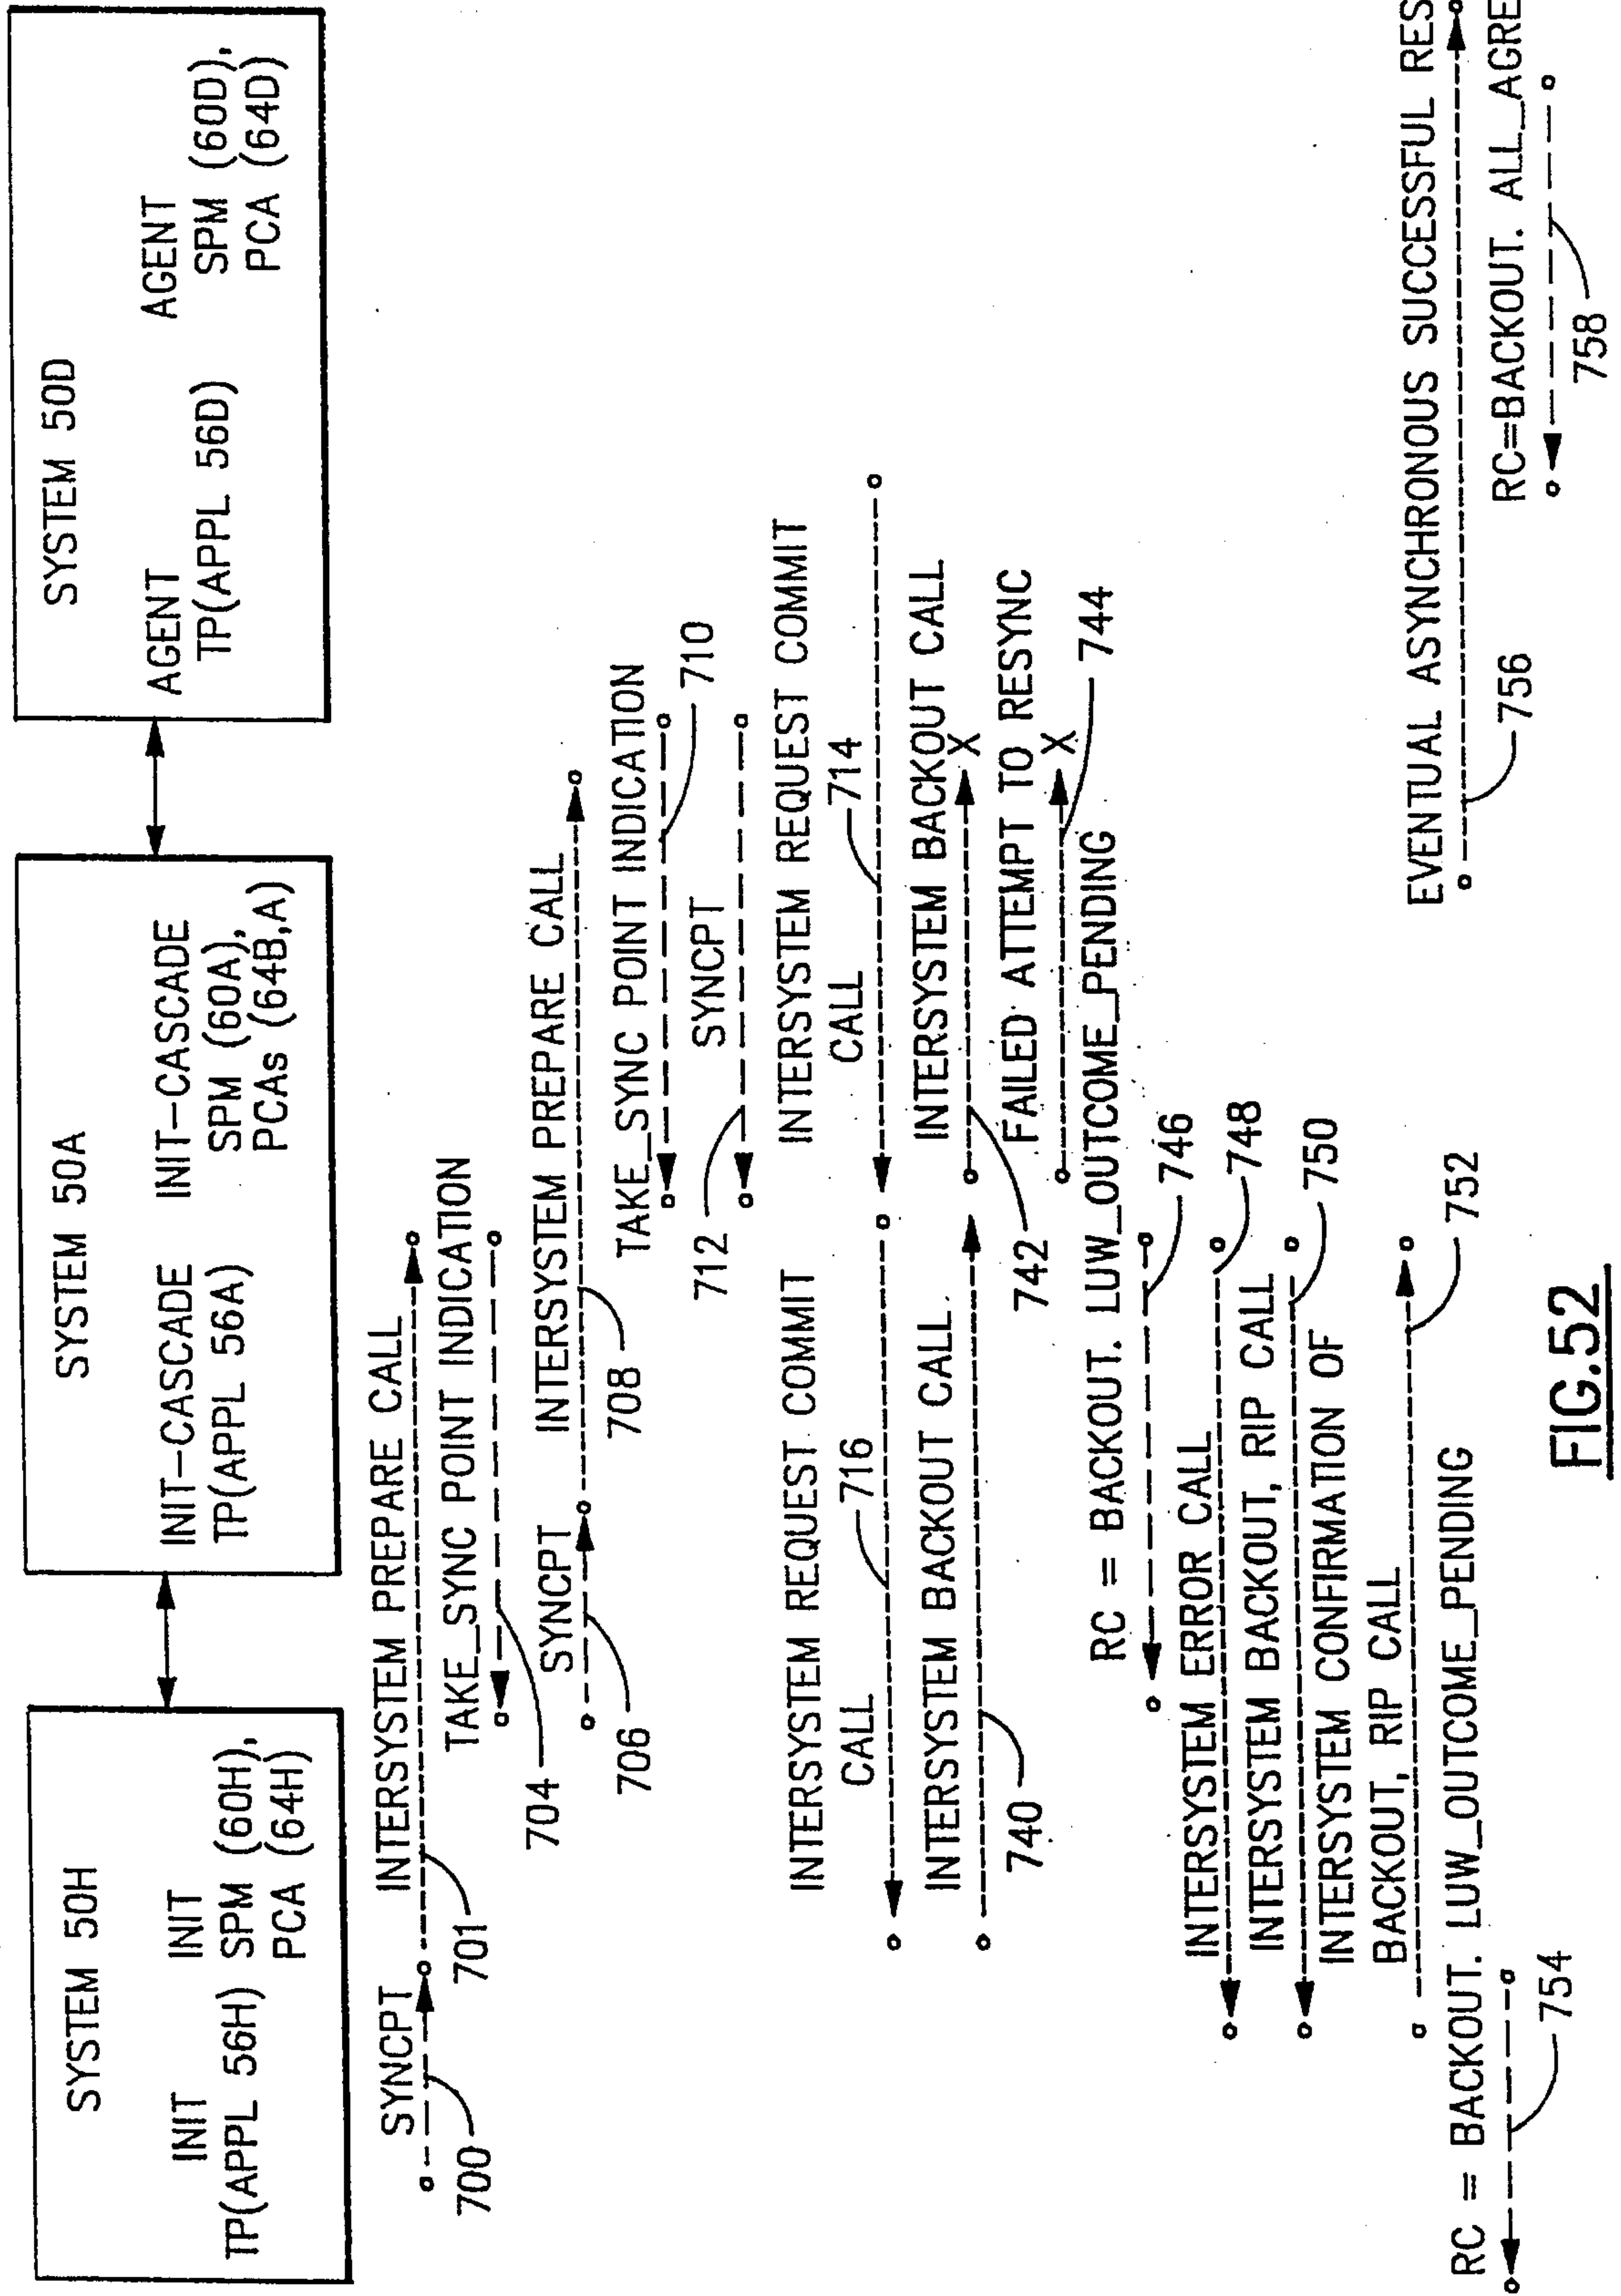 SYSTEM 50H
INIT INIT
TP(APPL 56H) SPM (60H),
PCA (64H)
SYSTEM 50A
INIT-CASCADE INIT-CASCADE
TP(APPL 56A) SPM (60A),
PCAs (64B,A)
SYSTEM 50D
AGENT AGENT
TP(APPL 56D) SPM (60D),
PCA (64D)
SYNCPT
700
INTERSYSTEM PREPARE CALL
701
TAKE_SYNC POINT INDICATION
704
SYNCPT
706
INTERSYSTEM PREPARE CALL
708
TAKE_SYNC POINT INDICATION
710
SYNCPT
712
INTERSYSTEM REQUEST COMMIT
CALL
714
INTERSYSTEM REQUEST COMMIT
CALL
716
INTERSYSTEM BACKOUT CALL
740
INTERSYSTEM BACKOUT CALL
X
742
FAILED ATTEMPT TO RESYNC
X
744
RC = BACKOUT. LUW_OUTCOME_PENDING
746
INTERSYSTEM ERROR CALL
748
INTERSYSTEM BACKOUT, RIP CALL
750
INTERSYSTEM CONFIRMATION OF
BACKOUT, RIP CALL
752
RC = BACKOUT. LUW_OUTCOME_PENDING
754
EVENTUAL ASYNCHRONOUS SUCCESSFUL RES
756
RC=BACKOUT. ALL_AGRE
758
FIG.52